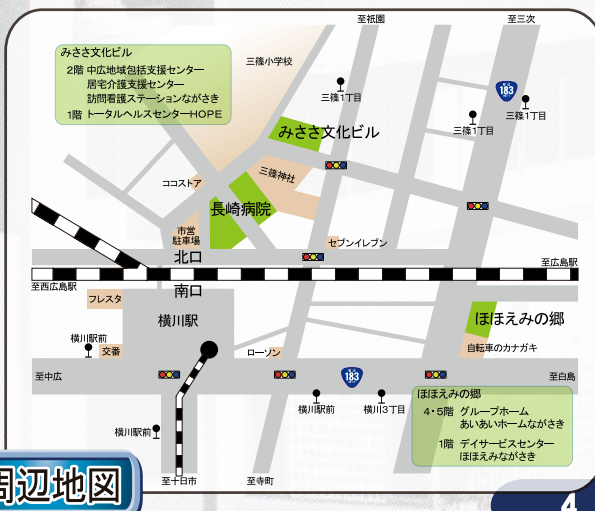 至祇園
至三次
みささ文化ビル
2階 中広地域包括支援センター
居宅介護支援センター
訪問看護ステーションながさき
1階 トータルヘルスセンターHOPE
三篠小学校
三篠1丁目
183
三篠1丁目
三篠1丁目
みささ文化ビル
三篠神社
ココストア
長崎病院
市営
駐車場
北口
セブンイレブン
至広島駅
至西広島駅
南口
フレスタ
横川駅
ほほえみの郷
横川駅前
交番
ローソン
自転車のカナガキ
至中広
183
至白島
横川駅前
横川3丁目
ほほえみの郷
4・5階 グループホーム
あいあいホームながさき
1階 デイサービスセンター
ほほえみながさき
横川駅前
周辺地図
至十日市
至寺町
4